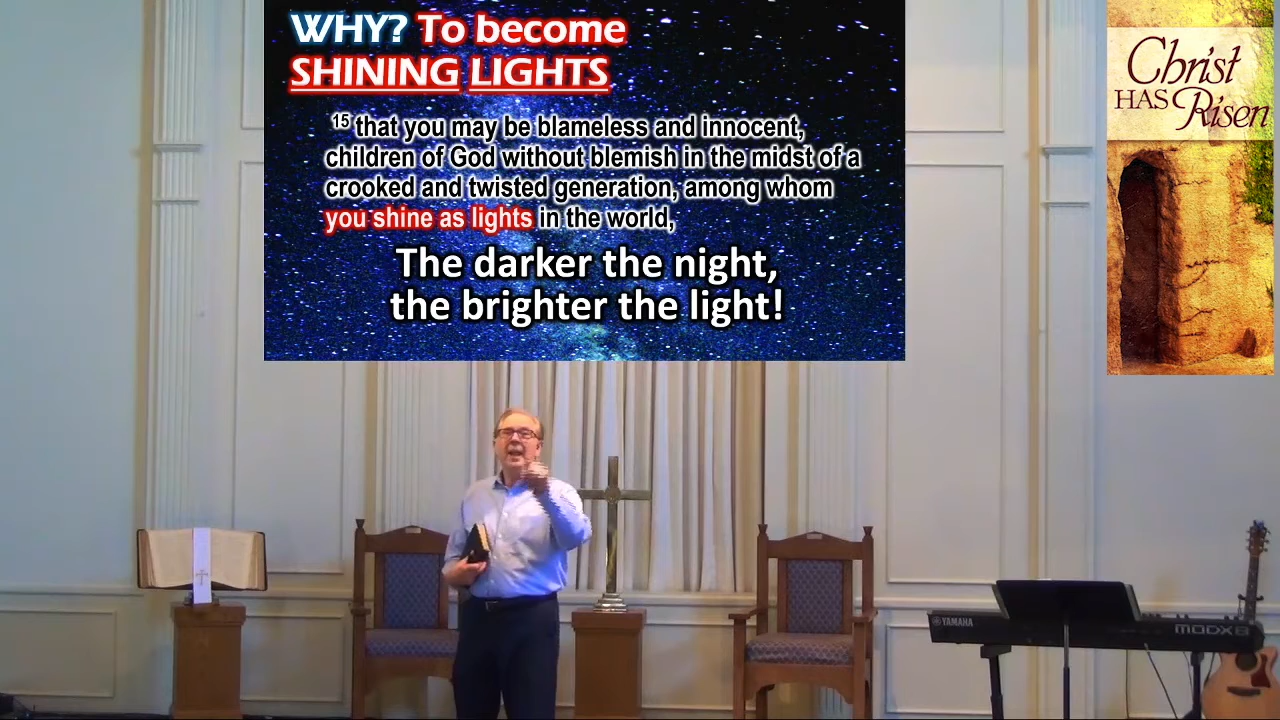 WHY? To become
SHINING LIGHTS
15 that you may be blameless and innocent,
children of God without blemish in the midst of a
crooked and twisted generation, among whom
you shine as lights in the world,
The darker the night,
the brighter the light!
Christ
HAS Risen
YAMAHA
MODX8